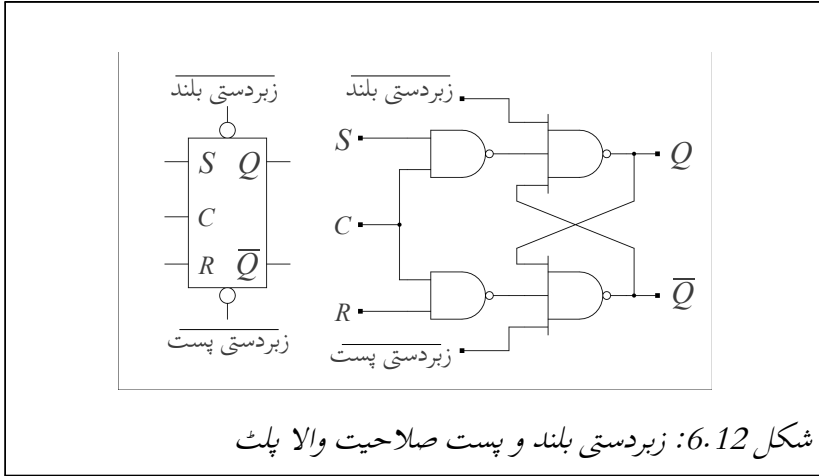 زبردستی بلند
S Q
C
R Q̅
زبردستی پست
زبردستی بلند
S
Q
C
R
Q̅
زبردستی پست
شکل 6.12: زبردستی بلند و پست صلاحیت والا پلٹ